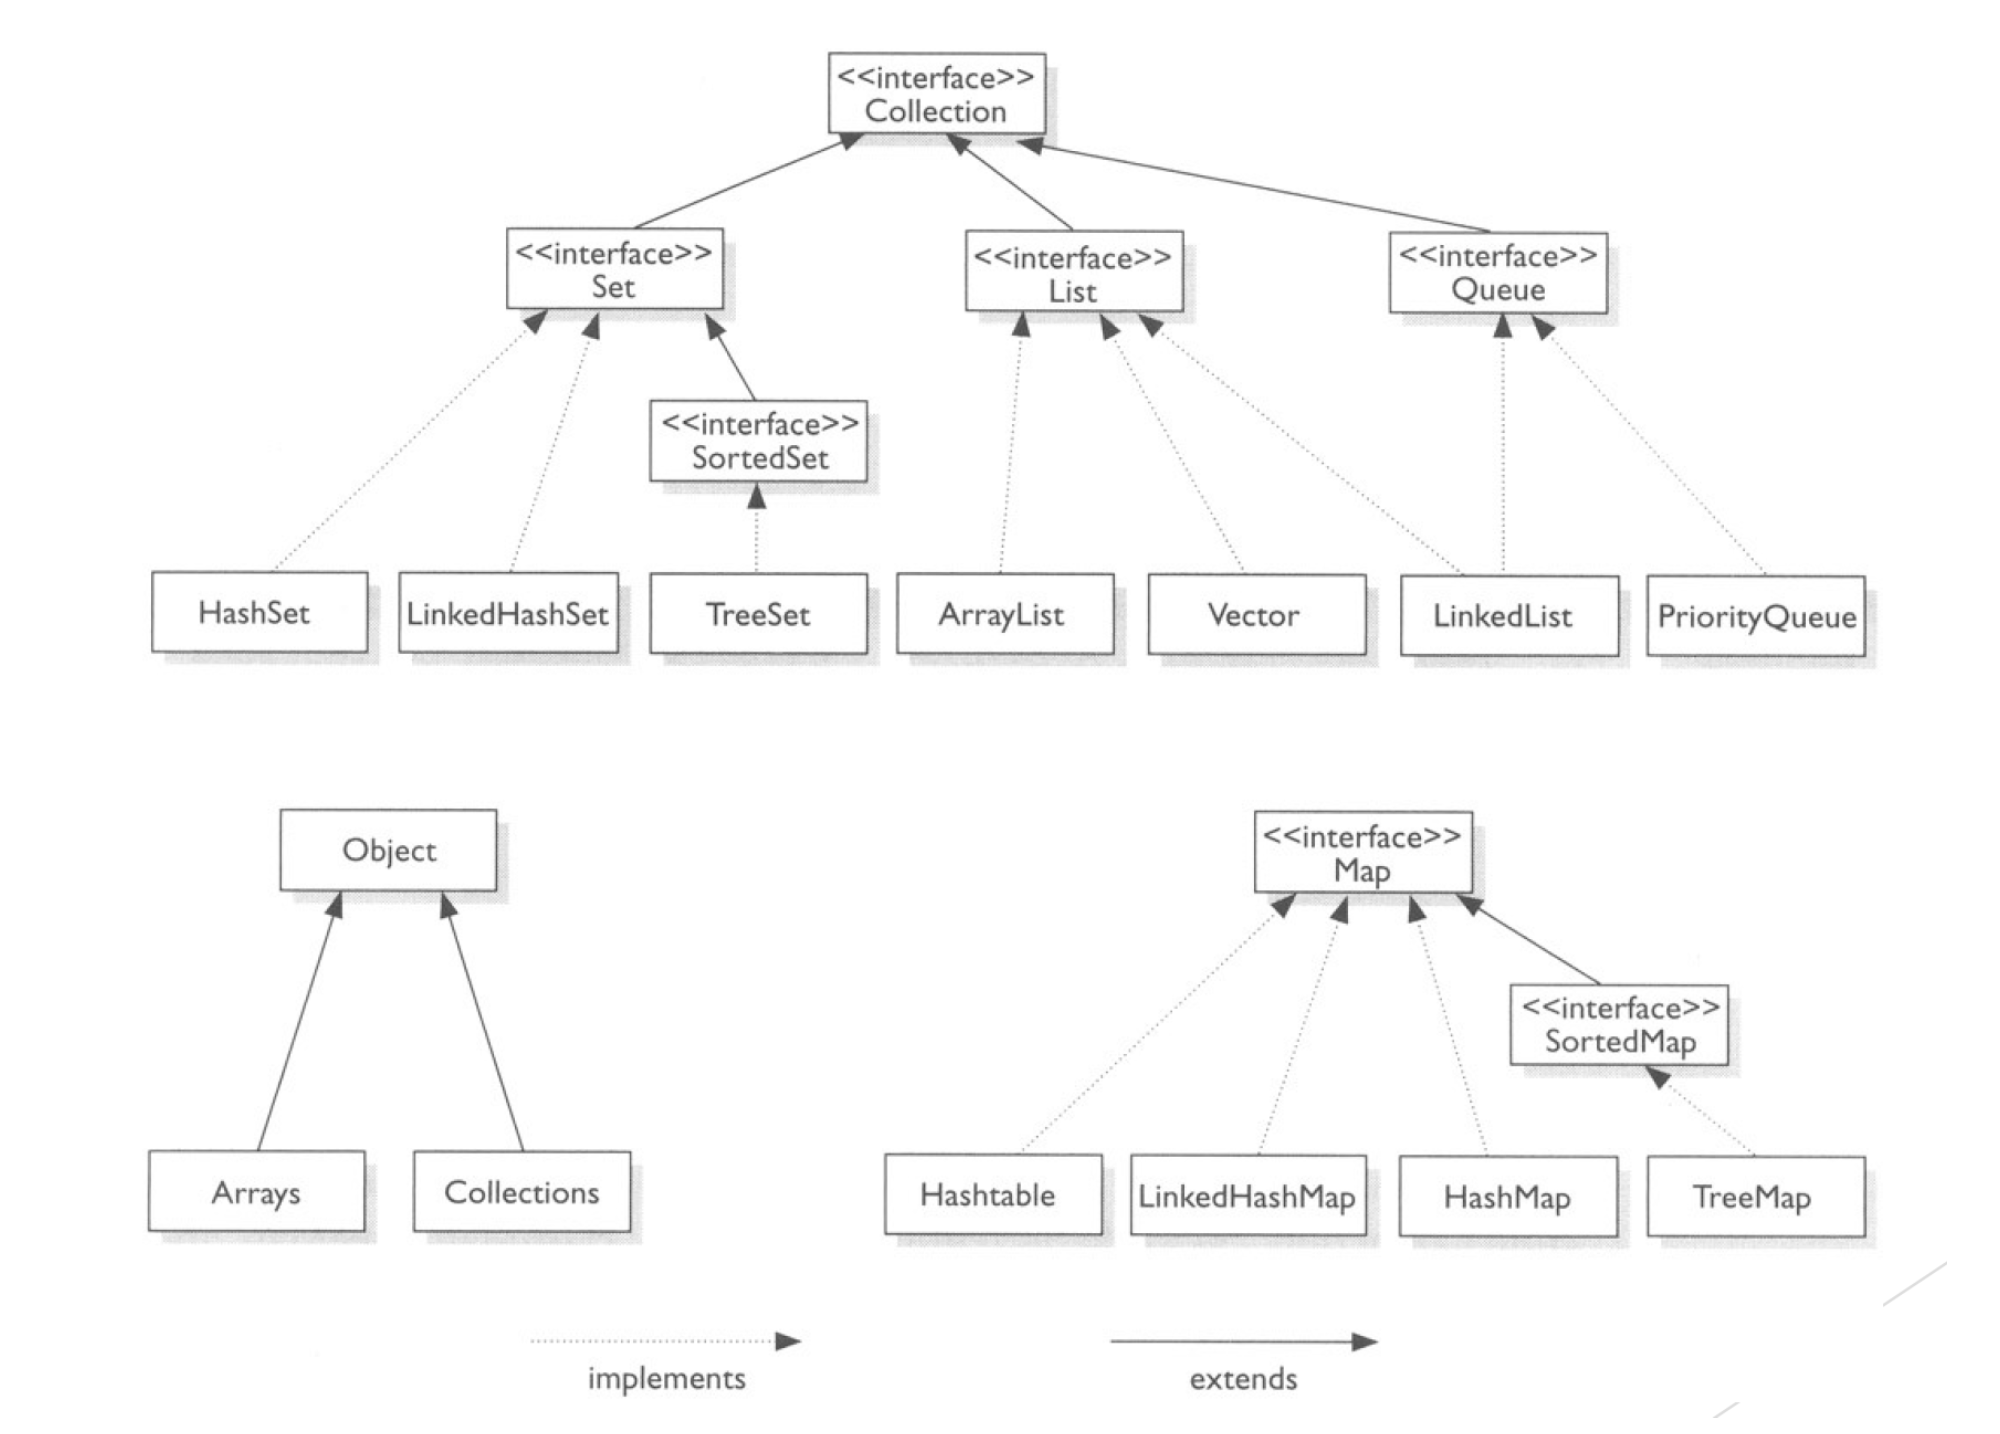 <<interface>>
Collection
<<interface>>
Set
<<interface>>
List
<<interface>>
Queue
<<interface>>
SortedSet
HashSet
LinkedHashSet
TreeSet
ArrayList
Vector
LinkedList
PriorityQueue
Object
<<interface>>
Map
<<interface>>
SortedMap
Arrays
Collections
Hashtable
LinkedHashMap
HashMap
TreeMap
implements
extends